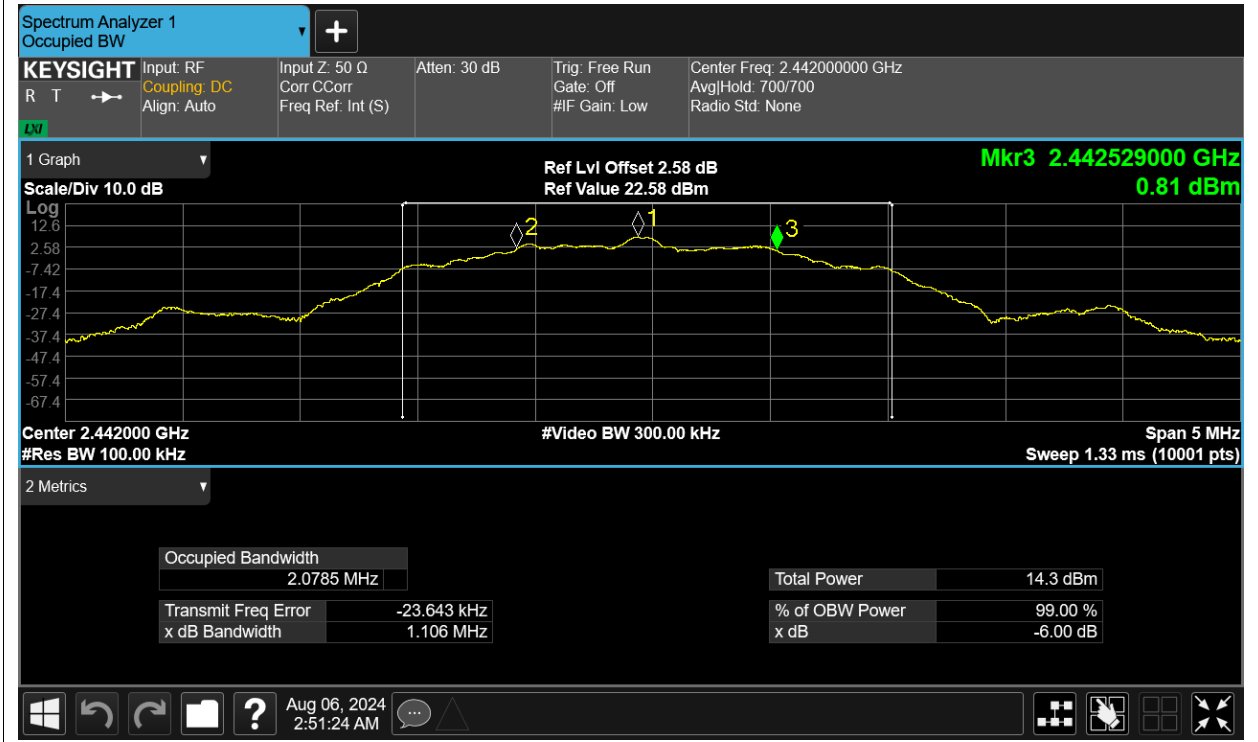 Spectrum Analyzer 1
Occupied BW
KEYSIGHT
R T
LXI
Input: RF
Coupling: DC
Align: Auto
Input Z: 50 Ω
Corr CCorr
Freq Ref: Int (S)
Atten: 30 dB
Trig: Free Run
Gate: Off
#IF Gain: Low
Center Freq: 2.442000000 GHz
Avg|Hold: 700/700
Radio Std: None
1 Graph
Scale/Div 10.0 dB
Ref Lvl Offset 2.58 dB
Ref Value 22.58 dBm
Mkr3 2.442529000 GHz
0.81 dBm
Log
12.6
2.58
-7.42
-17.4
-27.4
-37.4
-47.4
-57.4
-67.4
2
1
3
Center 2.442000 GHz
#Res BW 100.00 kHz
#Video BW 300.00 kHz
Span 5 MHz
Sweep 1.33 ms (10001 pts)
2 Metrics
Occupied Bandwidth
2.0785 MHz
Transmit Freq Error -23.643 kHz
x dB Bandwidth 1.106 MHz
Total Power 14.3 dBm
% of OBW Power 99.00 %
x dB -6.00 dB
?
Aug 06, 2024
2:51:24 AM